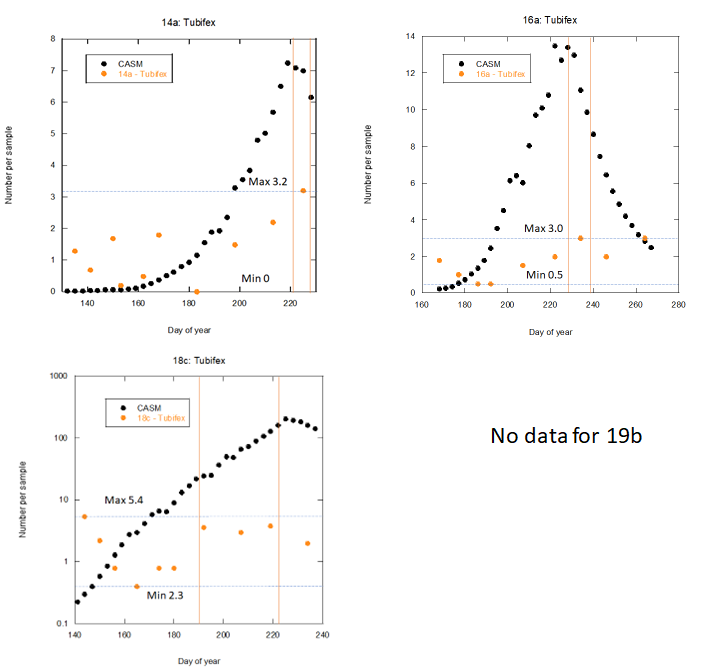 14a: Tubifex
8
7
6
5
4
3
2
1
0
Number per sample
CASM
14a - Tubifex
Max 3.2
Min 0
140 160 180 200 220
Day of year
16a: Tubifex
14
12
10
8
6
4
2
0
Number per sample
CASM
16a - Tubifex
Max 3.0
Min 0.5
160 180 200 220 240 260 280
Day of year
18c: Tubifex
1000
100
10
1
0.1
Number per sample
CASM
18c - Tubifex
Max 5.4
Min 2.3
140 160 180 200 220 240
Day of year
No data for 19b